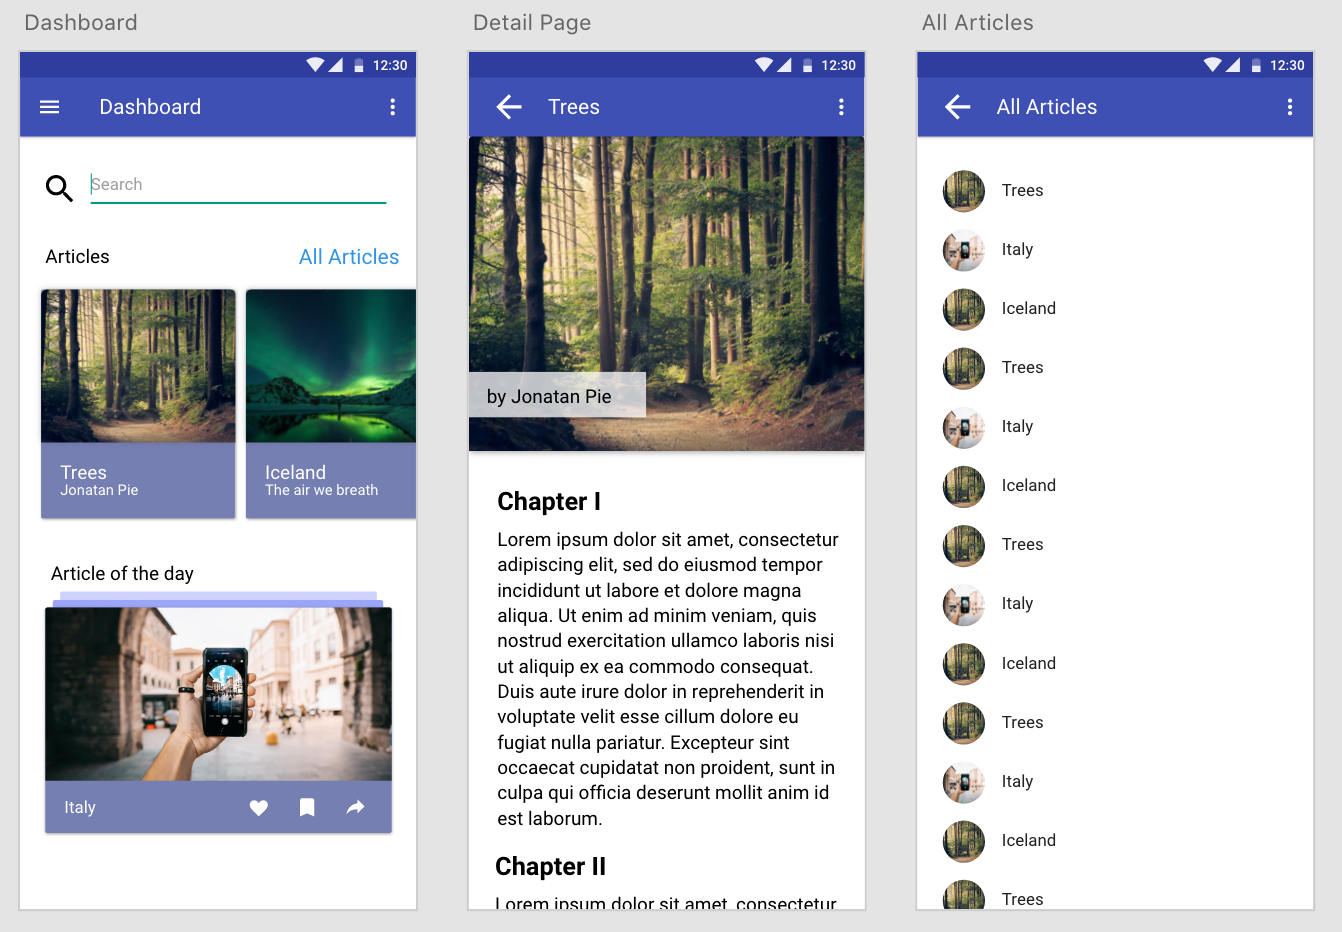 Dashboard
12:30
Dashboard
Search
Articles
All Articles
Trees
Jonatan Pie
Iceland
The air we breath
Article of the day
Italy
Detail Page
12:30
Trees
by Jonatan Pie
Chapter I
Lorem ipsum dolor sit amet, consectetur
adipiscing elit, sed do eiusmod tempor
incididunt ut labore et dolore magna
aliqua. Ut enim ad minim veniam, quis
nostrud exercitation ullamco laboris nisi
ut aliquip ex ea commodo consequat.
Duis aute irure dolor in reprehenderit in
voluptate velit esse cillum dolore eu
fugiat nulla pariatur. Excepteur sint
occaecat cupidatat non proident, sunt in
culpa qui officia deserunt mollit anim id
est laborum.
Chapter II
Lorem ipsum dolor sit amet, consectetur
All Articles
12:30
All Articles
Trees
Italy
Iceland
Trees
Italy
Iceland
Trees
Italy
Iceland
Trees
Italy
Iceland
Trees